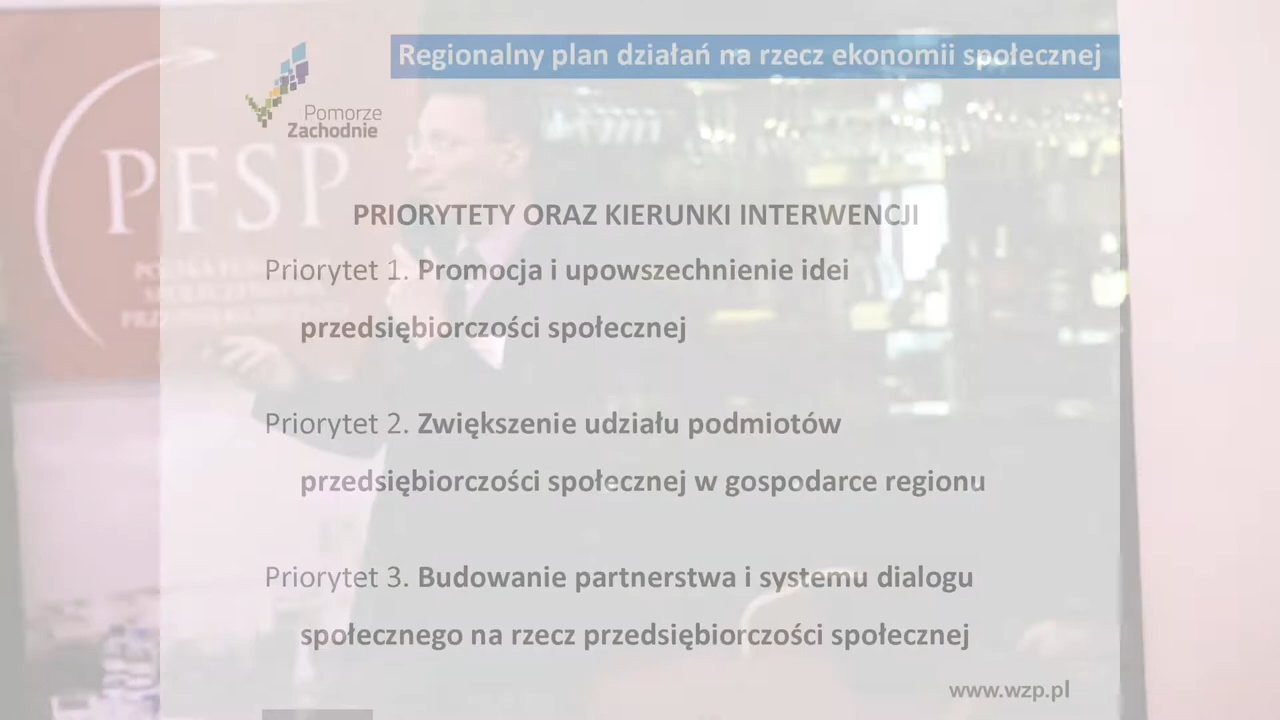 Regionalny plan działań na rzecz ekonomii społecznej
Pomorze
Zachodnie
PFSP
PRIORYTETY ORAZ KIERUNKI INTERWENCJI
Priorytet 1. Promocja i upowszechnienie idei
przedsiębiorczości społecznej
Priorytet 2. Zwiększenie udziału podmiotów
przedsiębiorczości społecznej w gospodarce regionu
Priorytet 3. Budowanie partnerstwa i systemu dialogu
społecznego na rzecz przedsiębiorczości społecznej
www.wzp.pl